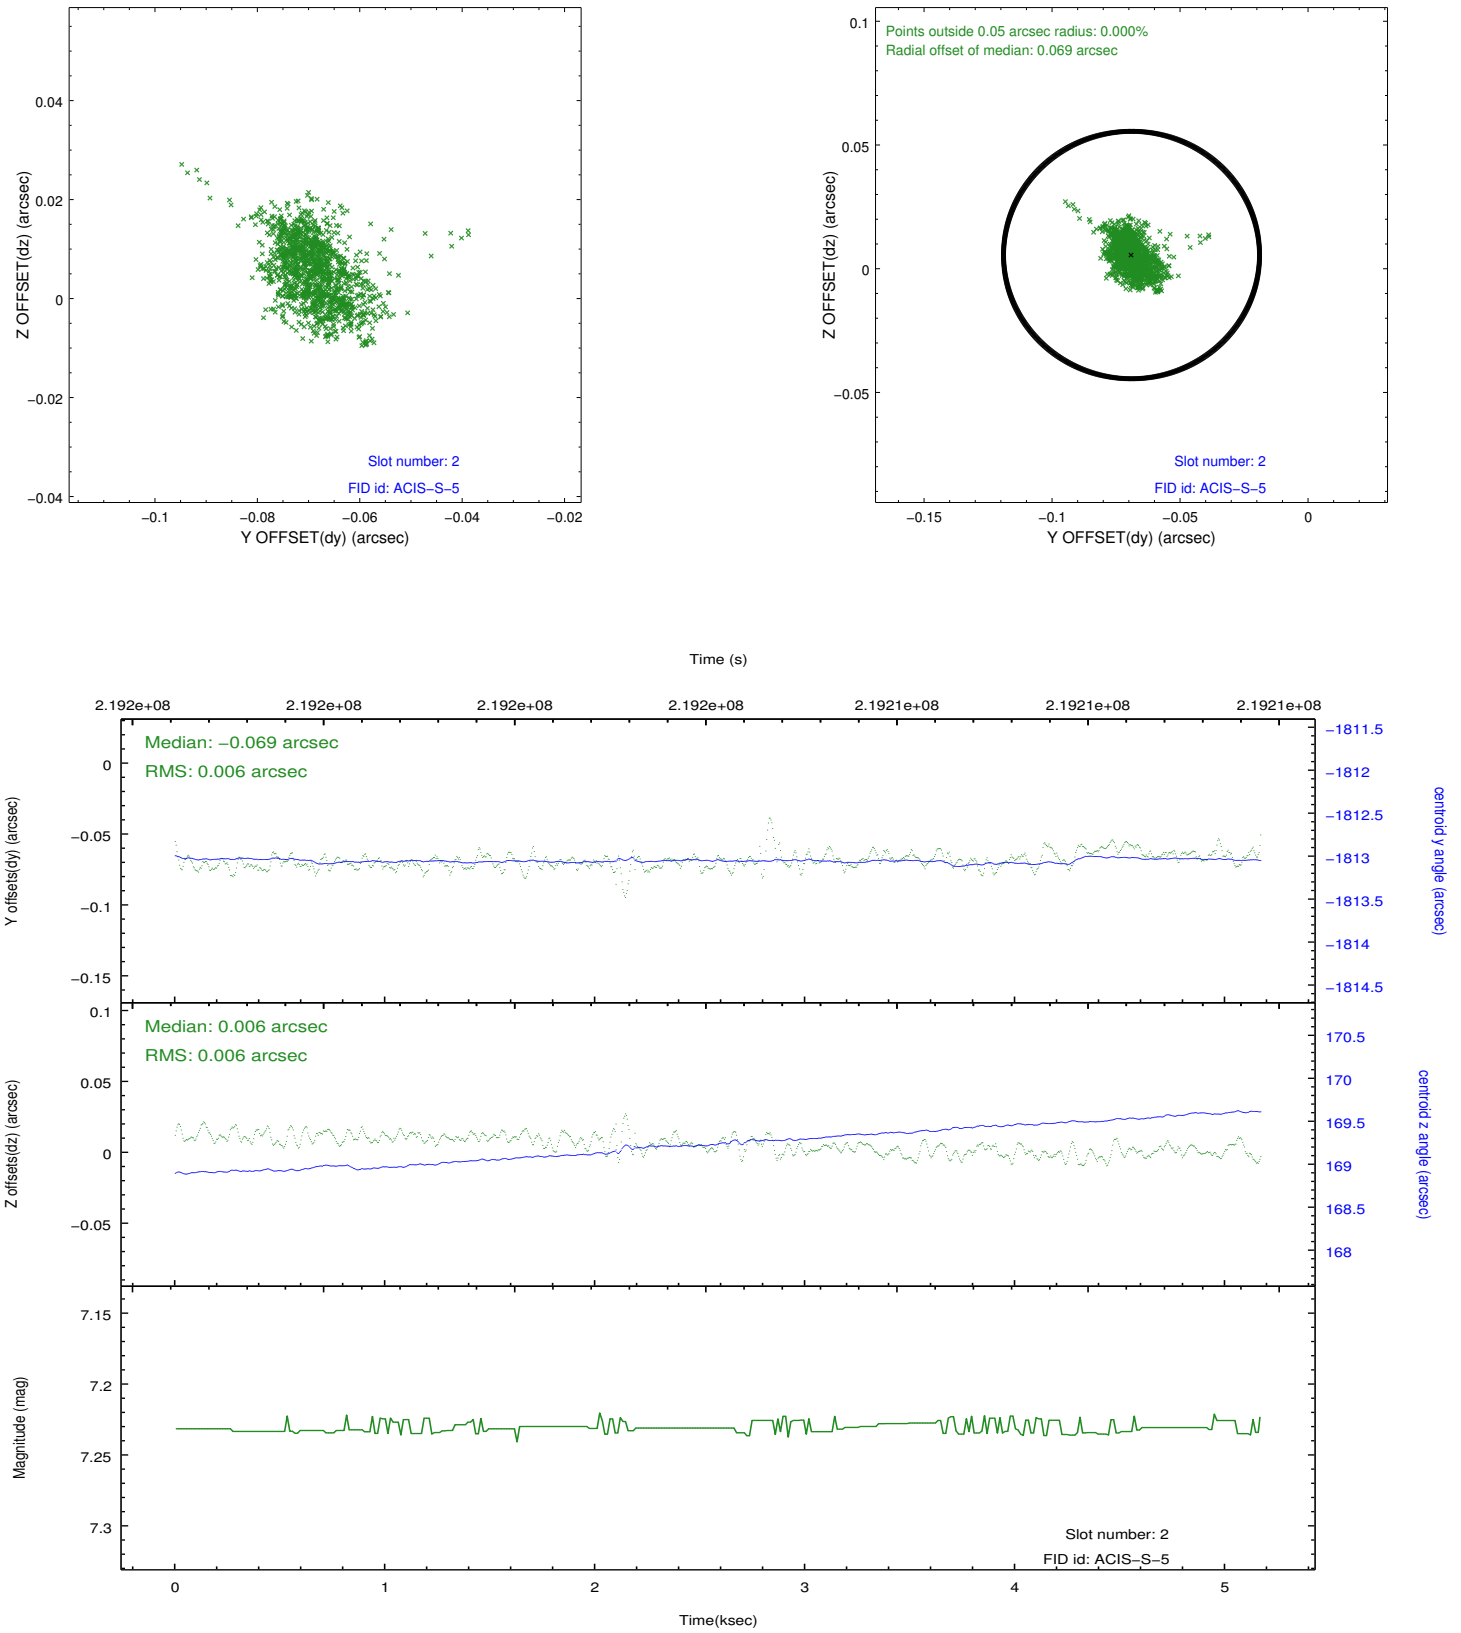 0.04
0.02
0
−0.02
−0.04
Z OFFSET(dz) (arcsec)
Slot number: 2
FID id: ACIS−S−5
−0.1 −0.08 −0.06 −0.04 −0.02
Y OFFSET(dy) (arcsec)
Points outside 0.05 arcsec radius: 0.000%
Radial offset of median: 0.069 arcsec
0.1
0.05
0
−0.05
Z OFFSET(dz) (arcsec)
Slot number: 2
FID id: ACIS−S−5
−0.15 −0.1 −0.05 0
Y OFFSET(dy) (arcsec)
Time (s)
2.192e+08 2.192e+08 2.192e+08 2.192e+08 2.1921e+08 2.1921e+08 2.1921e+08
Median: −0.069 arcsec
RMS: 0.006 arcsec
0
−0.05
−0.1
−0.15
Y offsets(dy) (arcsec)
−1811.5
−1812
−1812.5
−1813
−1813.5
−1814
−1814.5
centroid y angle (arcsec)
Median: 0.006 arcsec
RMS: 0.006 arcsec
0.1
0.05
0
−0.05
Z offsets(dz) (arcsec)
170.5
170
169.5
169
168.5
168
centroid z angle (arcsec)
7.15
7.2
7.25
7.3
Magnitude (mag)
Slot number: 2
FID id: ACIS−S−5
0 1 2 3 4 5
Time(ksec)